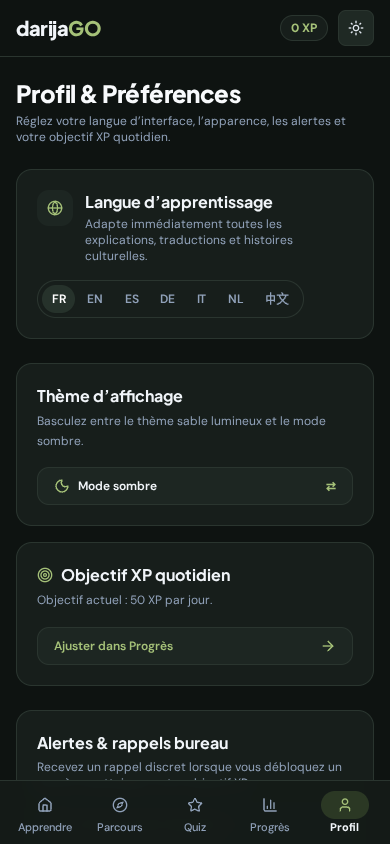 darijaGO
0 XP
Profil & Préférences
Réglez votre langue d’interface, l’apparence, les alertes et
votre objectif XP quotidien.
Langue d’apprentissage
Adapte immédiatement toutes les
explications, traductions et histoires
culturelles.
FR EN ES DE IT NL 中文
Thème d’affichage
Basculez entre le thème sable lumineux et le mode
sombre.
Mode sombre
Objectif XP quotidien
Objectif actuel : 50 XP par jour.
Ajuster dans Progrès
Alertes & rappels bureau
Recevez un rappel discret lorsque vous débloquez un
Apprendre Parcours Quiz Progrès Profil